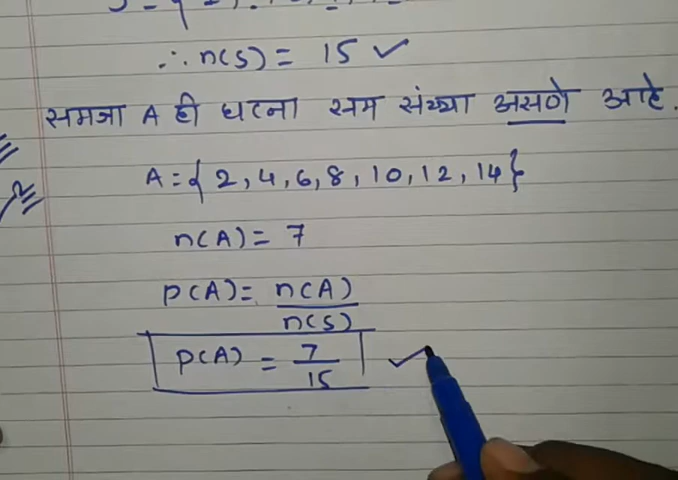 ∴ n(S) = 15 ✓
समजा A ही घटना सम संख्या असणे आहे.
A = { 2, 4, 6, 8, 10, 12, 14 }
n(A) = 7
P(A) = n(A)
n(S)
P(A) = 7
15 ✓